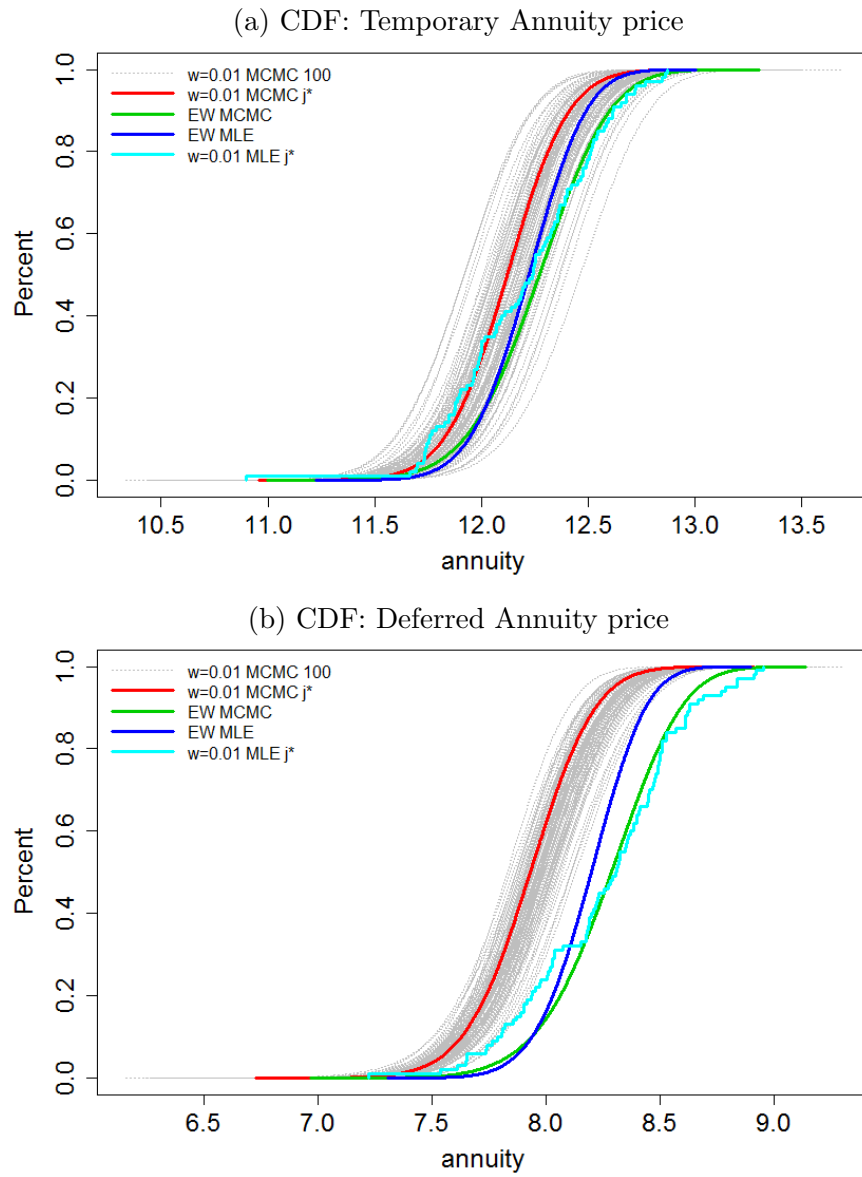 (a) CDF: Temporary Annuity price
w=0.01 MCMC 100
w=0.01 MCMC j*
EW MCMC
EW MLE
w=0.01 MLE j*
Percent
1.0
0.8
0.6
0.4
0.2
0.0
10.5 11.0 11.5 12.0 12.5 13.0 13.5
annuity
(b) CDF: Deferred Annuity price
w=0.01 MCMC 100
w=0.01 MCMC j*
EW MCMC
EW MLE
w=0.01 MLE j*
Percent
1.0
0.8
0.6
0.4
0.2
0.0
6.5 7.0 7.5 8.0 8.5 9.0
annuity